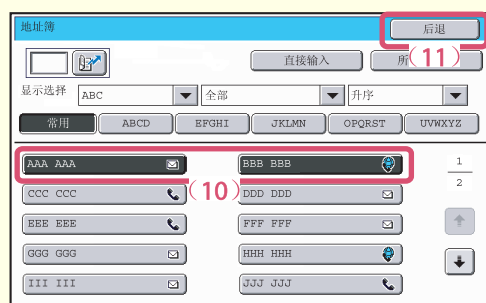 地址簿 后退
直接输入 所 (11)
显示选择 ABC 全部 升序
常用 ABCD EFGHI JKLMN OPQRST UVWXYZ
AAA AAA BBB BBB 1
(10) 2
CCC CCC DDD DDD
EEE EEE FFF FFF
GGG GGG HHH HHH
III III JJJ JJJ